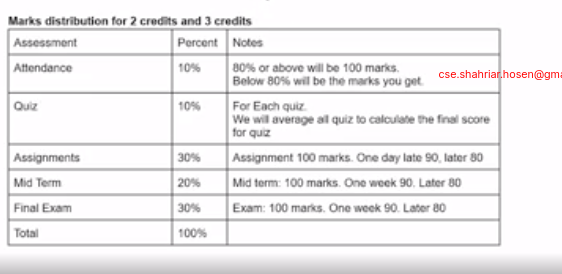 Marks distribution for 2 credits and 3 credits
Assessment Percent Notes
Attendance 10% 80% or above will be 100 marks.
Below 80% will be the marks you get.
cse.shahriar.hosen@gma
Quiz 10% For Each quiz.
We will average all quiz to calculate the final score
for quiz
Assignments 30% Assignment 100 marks. One day late 90, later 80
Mid Term 20% Mid term: 100 marks. One week 90. Later 80
Final Exam 30% Exam: 100 marks. One week 90. Later 80
Total 100%